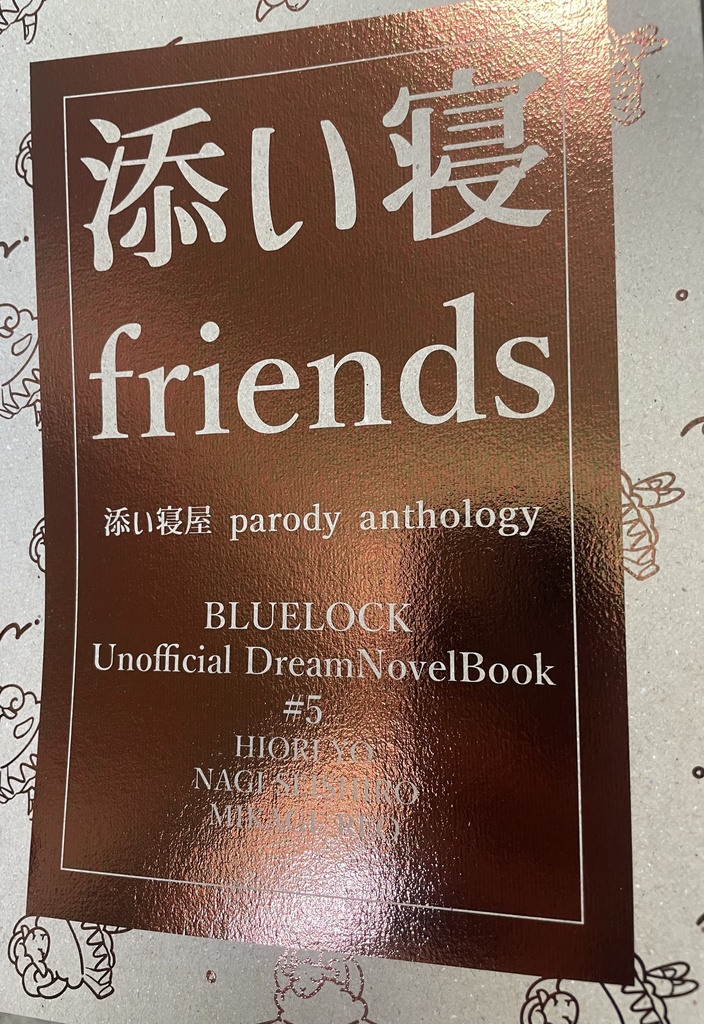 添い寝
friends
添い寝屋 parody anthology
BLUELOCK
Unofficial DreamNovelBook
#5
HIORI YO
NAGI SEISHIRO
MIKAGE REO